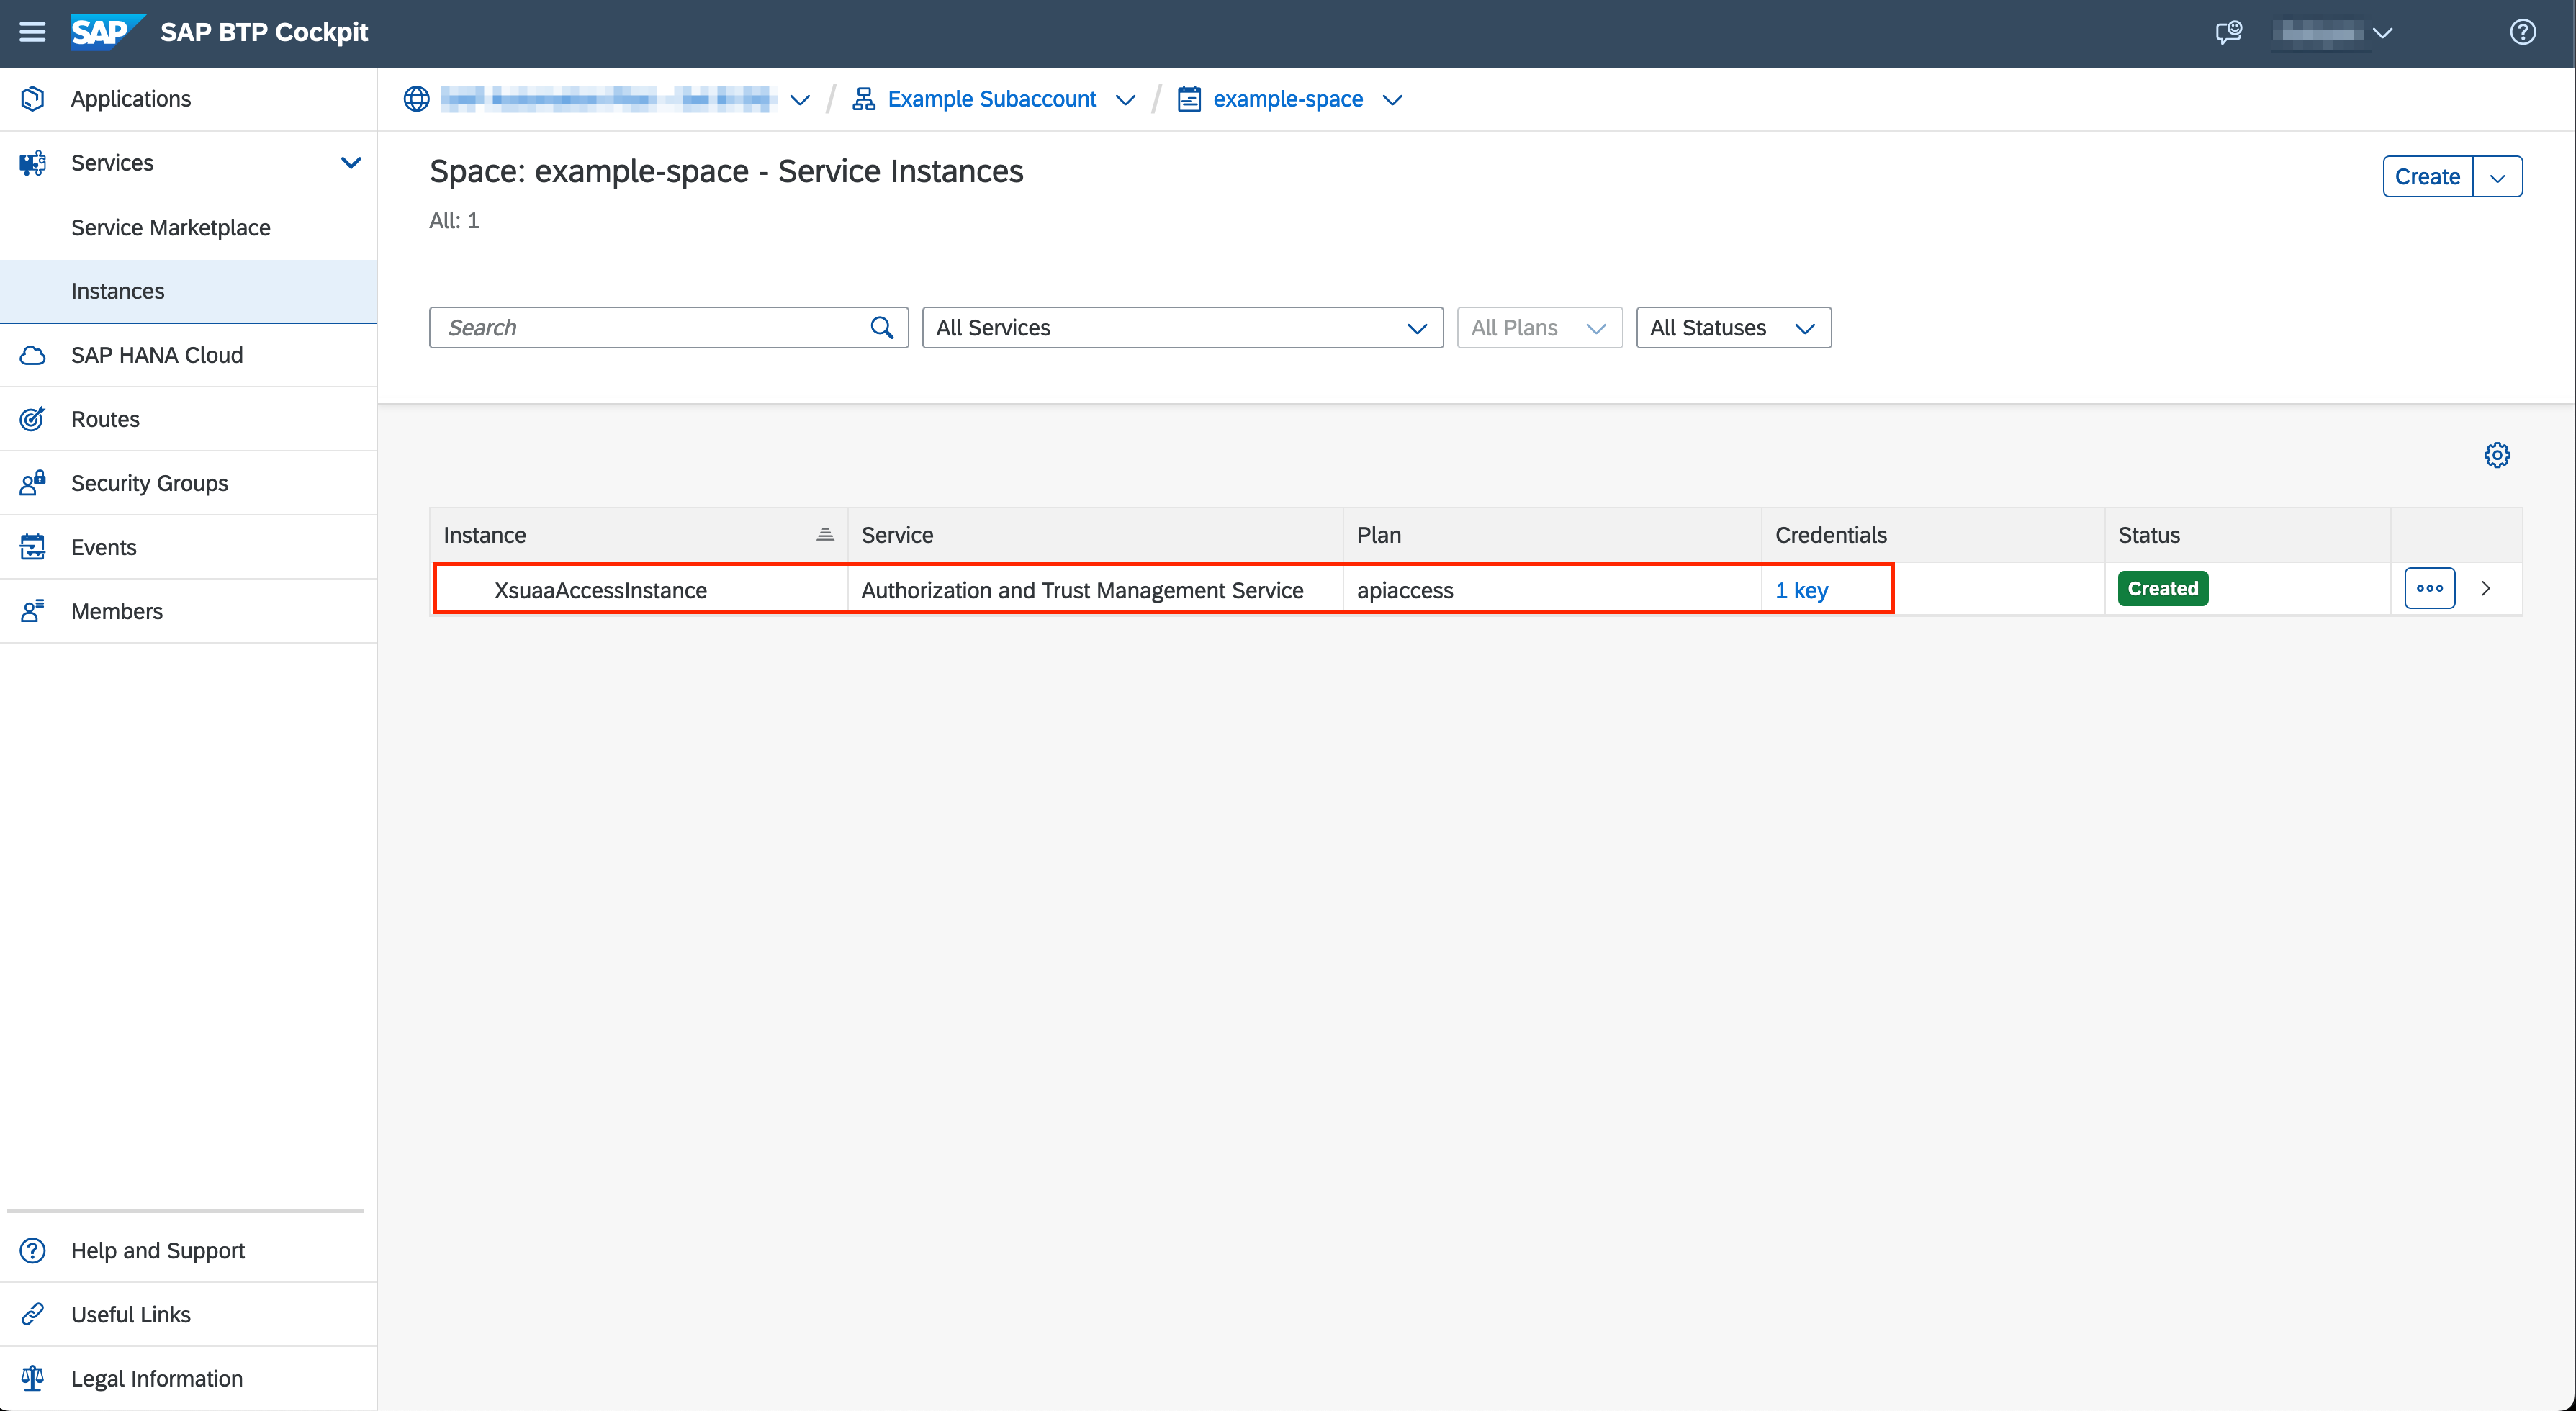 SAP SAP BTP Cockpit
Applications
Services
Service Marketplace
Instances
SAP HANA Cloud
Routes
Security Groups
Events
Members
Help and Support
Useful Links
Legal Information
/ Example Subaccount / example-space
Space: example-space - Service Instances
Create
All: 1
Search All Services All Plans All Statuses
Instance Service Plan Credentials Status
XsuaaAccessInstance Authorization and Trust Management Service apiaccess 1 key Created